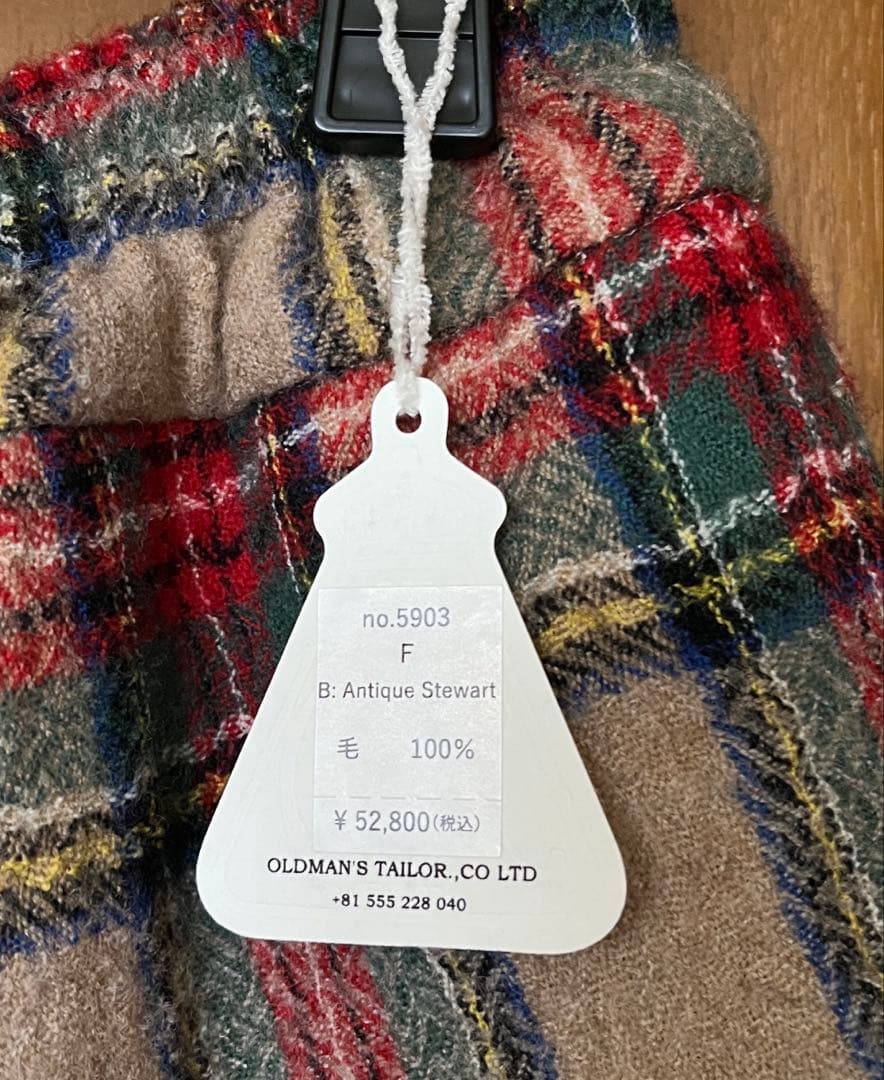 no.5903
F
B: Antique Stewart
毛 100%
¥ 52,800(税込)
OLDMAN'S TAILOR.,CO LTD
+81 555 228 040